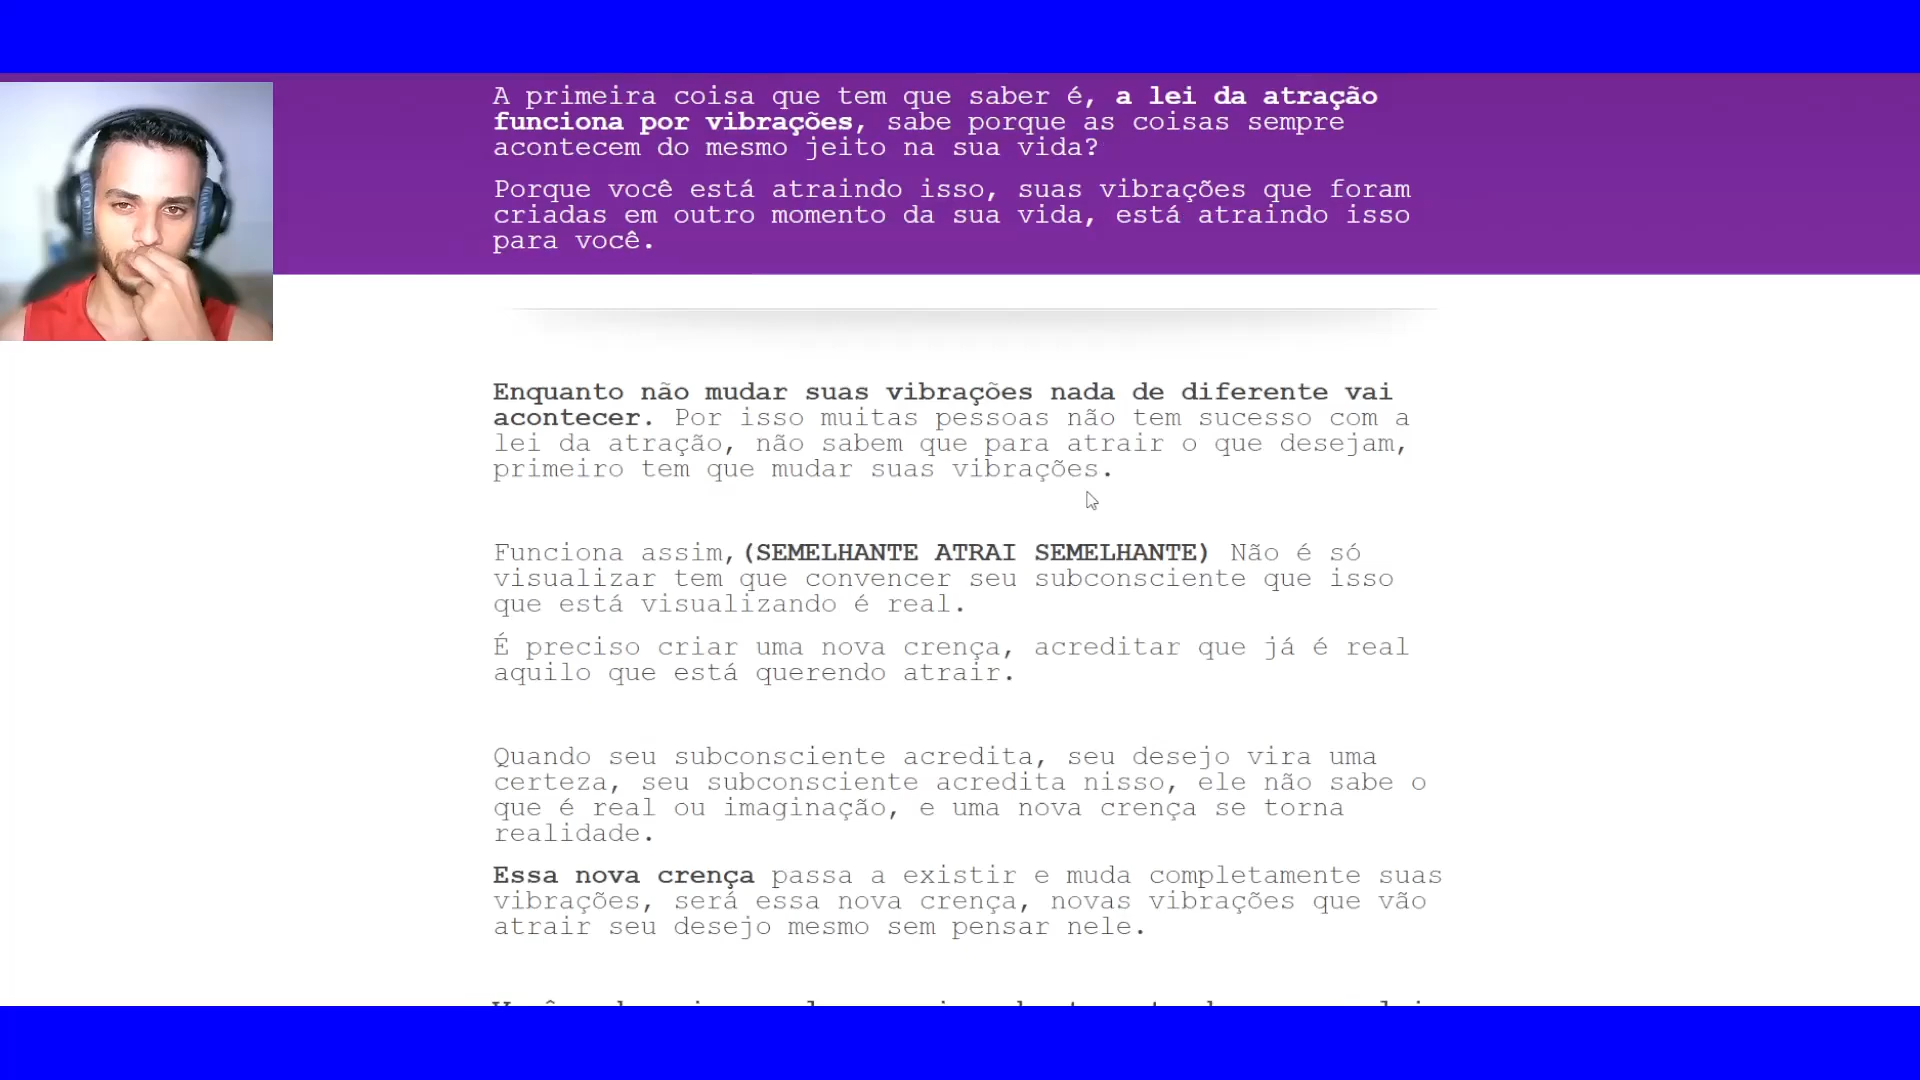 A primeira coisa que tem que saber é, a lei da atração
funciona por vibrações, sabe porque as coisas sempre
acontecem do mesmo jeito na sua vida?
Porque você está atraindo isso, suas vibrações que foram
criadas em outro momento da sua vida, está atraindo isso
para você.
Enquanto não mudar suas vibrações nada de diferente vai
acontecer. Por isso muitas pessoas não tem sucesso com a
lei da atração, não sabem que para atrair o que desejam,
primeiro tem que mudar suas vibrações.
Funciona assim,(SEMELHANTE ATRAI SEMELHANTE) Não é só
visualizar tem que convencer seu subconsciente que isso
que está visualizando é real.
É preciso criar uma nova crença, acreditar que já é real
aquilo que está querendo atrair.
Quando seu subconsciente acredita, seu desejo vira uma
certeza, seu subconsciente acredita nisso, ele não sabe o
que é real ou imaginação, e uma nova crença se torna
realidade.
Essa nova crença passa a existir e muda completamente suas
vibrações, será essa nova crença, novas vibrações que vão
atrair seu desejo mesmo sem pensar nele.